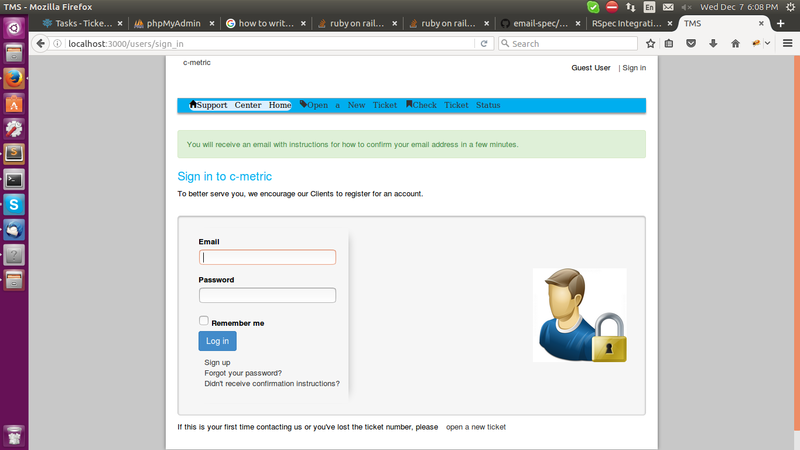 TMS - Mozilla Firefox
En
Wed Dec 7 6:08 PM
Tasks - Ticke...
phpMyAdmin
how to writ...
ruby on rail...
ruby on rail...
email-spec/...
RSpec Integrati...
TMS
localhost:3000/users/sign_in
Search
c-metric
Guest User | Sign in
Support Center Home Open a New Ticket Check Ticket Status
You will receive an email with instructions for how to confirm your email address in a few minutes.
Sign in to c-metric
To better serve you, we encourage our Clients to register for an account.
Email
Password
Remember me
Log in
Sign up
Forgot your password?
Didn't receive confirmation instructions?
If this is your first time contacting us or you've lost the ticket number, please open a new ticket